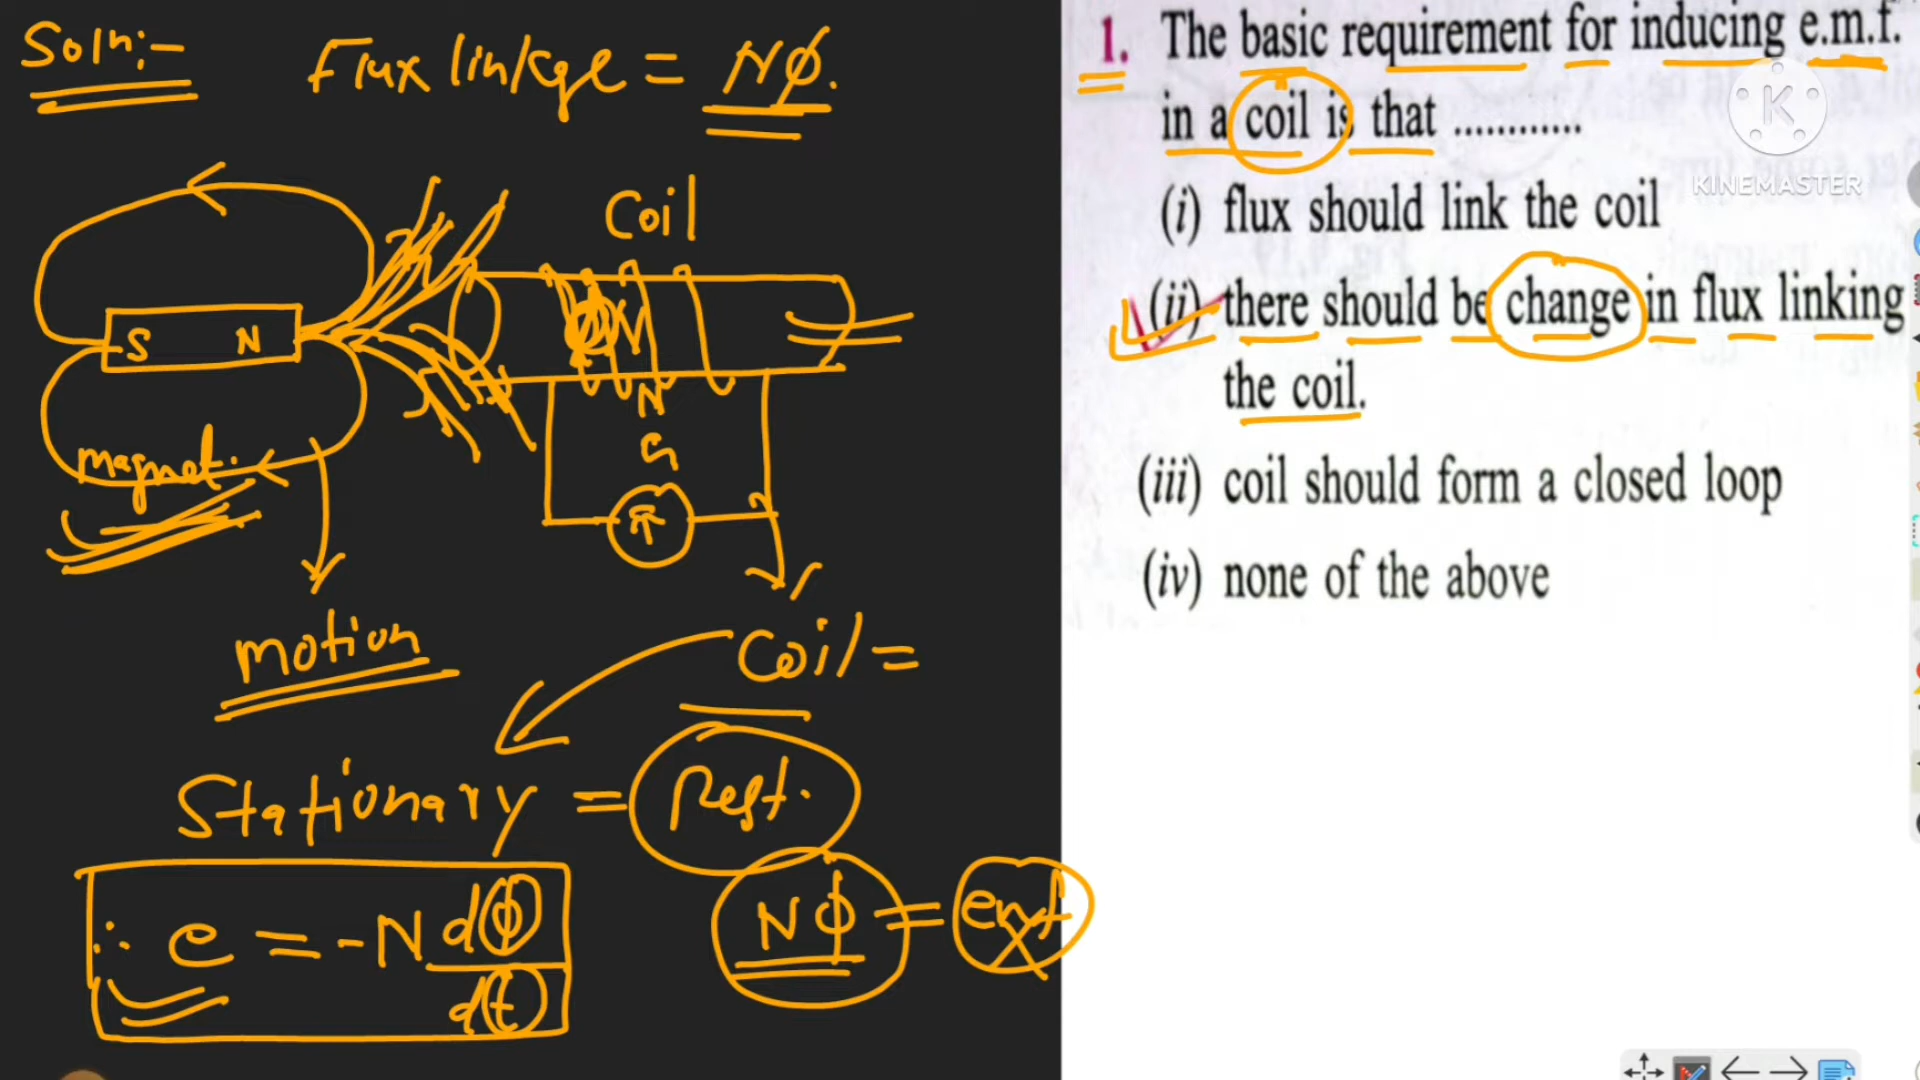 Soln:-
Flux linkge = Nϕ.
Coil
S N
N
magnet.
G
motion
Coil =
Stationary = Rest.
∴ e = -N dϕ/dt
Nϕ = emf
1. The basic requirement for inducing e.m.f.
in a coil is that ............
(i) flux should link the coil
(ii) there should be change in flux linking
the coil.
(iii) coil should form a closed loop
(iv) none of the above
K
KINEMASTER